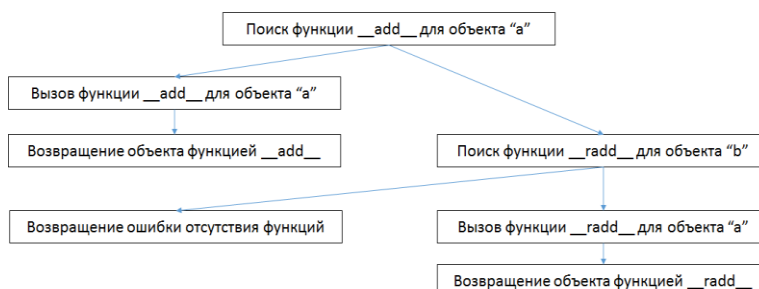 Поиск функции __add__ для объекта “a”
Вызов функции __add__ для объекта “a”
Возвращение объекта функцией __add__
Поиск функции __radd__ для объекта “b”
Возвращение ошибки отсутствия функций
Вызов функции __radd__ для объекта “a”
Возвращение объекта функцией __radd__